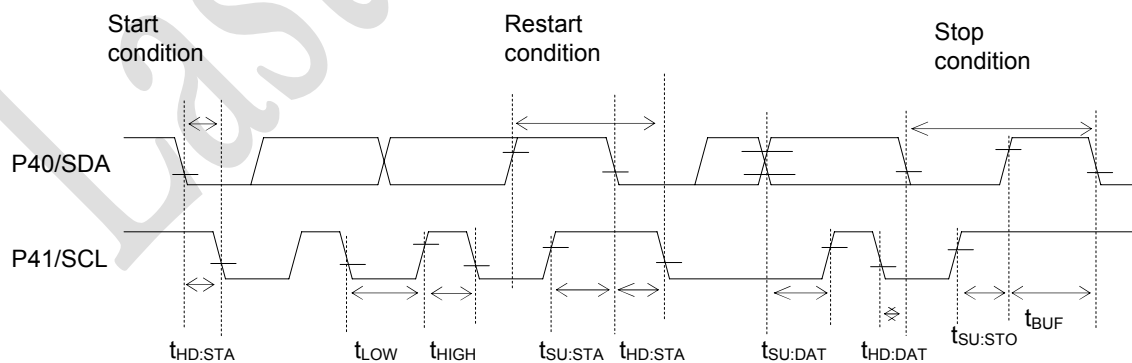 Start
condition
Restart
condition
Stop
condition
P40/SDA
P41/SCL
tHD:STA
tLOW
tHIGH
tSU:STA
tHD:STA
tSU:DAT
tHD:DAT
tSU:STO
tBUF
Las